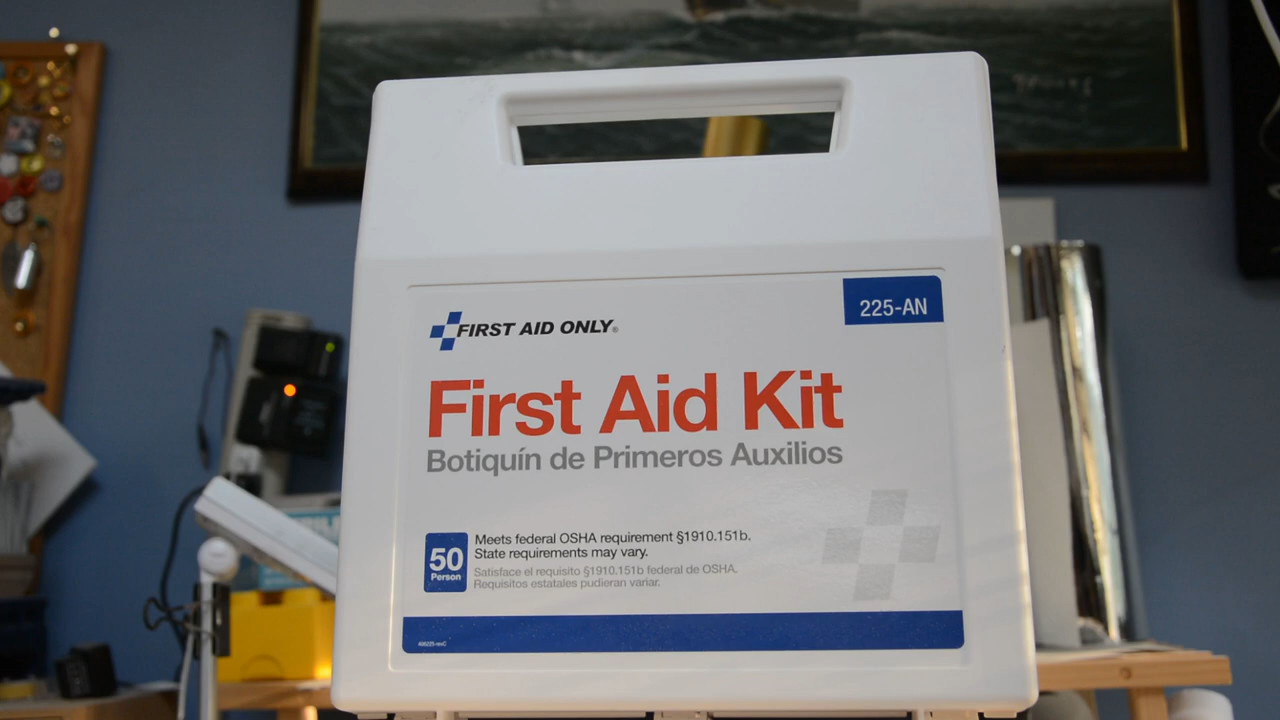 225-AN
FIRST AID ONLY®
First Aid Kit
Botiquín de Primeros Auxilios
50
Person
Meets federal OSHA requirement §1910.151b.
State requirements may vary.
Satisface el requisito §1910.151b federal de OSHA.
Requisitos estatales pudieran variar.